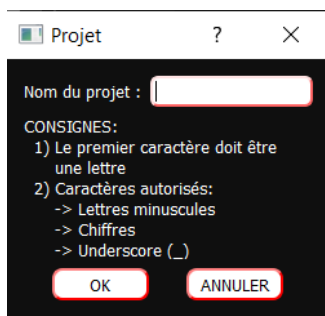 Projet ?
Nom du projet :
CONSIGNES:
1) Le premier caractère doit être
une lettre
2) Caractères autorisés:
-> Lettres minuscules
-> Chiffres
-> Underscore (_)
OK ANNULER